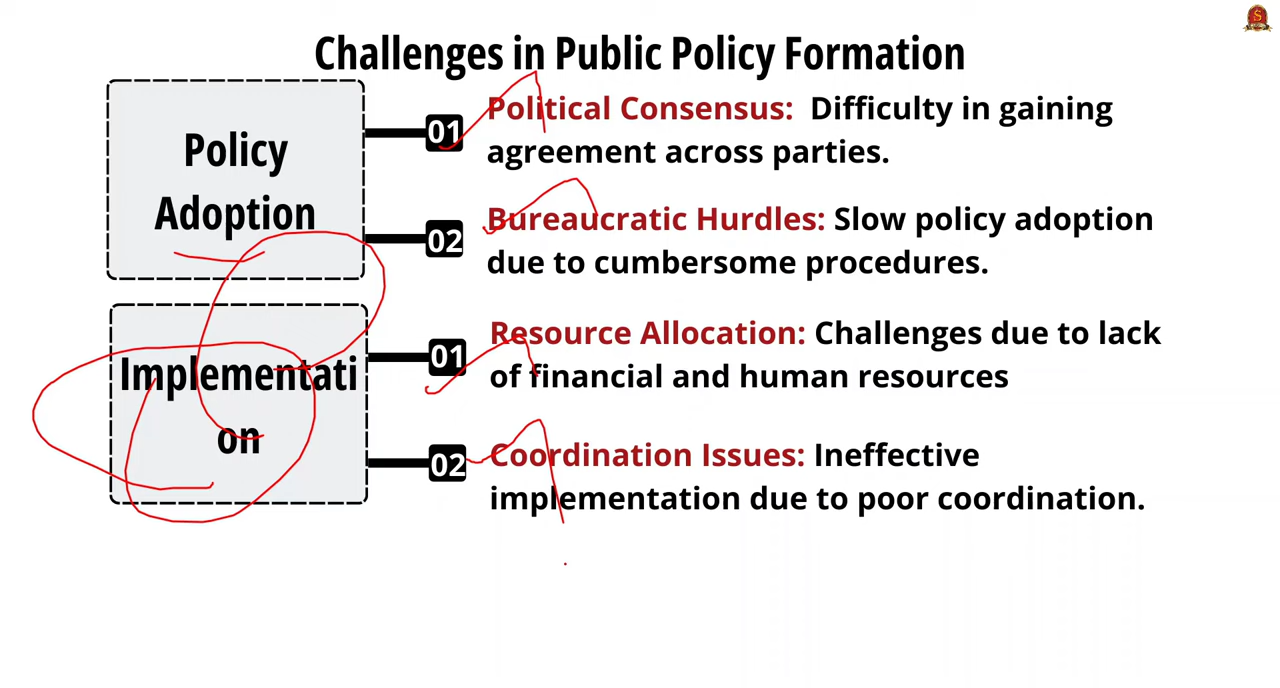 Challenges in Public Policy Formation
Policy
Adoption
01
Political Consensus: Difficulty in gaining
agreement across parties.
02
Bureaucratic Hurdles: Slow policy adoption
due to cumbersome procedures.
Implementati
on
01
Resource Allocation: Challenges due to lack
of financial and human resources
02
Coordination Issues: Ineffective
implementation due to poor coordination.